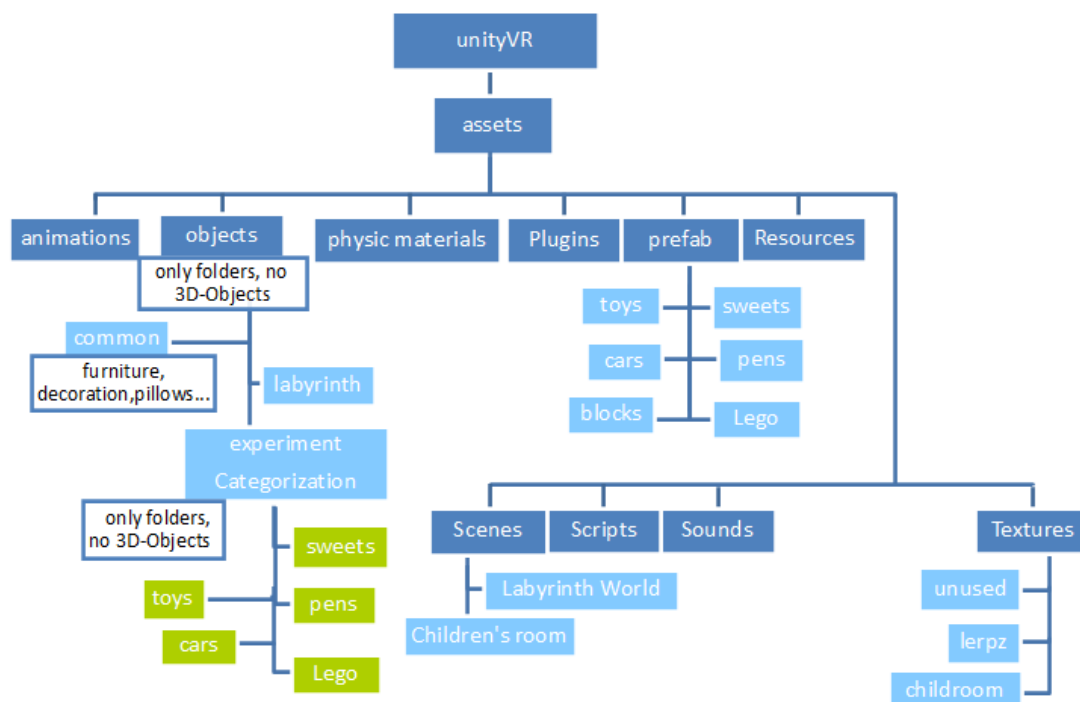 unityVR
assets
animations
objects
physic materials
Plugins
prefab
Resources
only folders, no
3D-Objects
common
furniture,
decoration,pillows...
labyrinth
experiment
Categorization
only folders,
no 3D-Objects
sweets
toys
pens
cars
Lego
toys
sweets
cars
pens
blocks
Lego
Scenes
Scripts
Sounds
Textures
Labyrinth World
Children's room
unused
lerpz
childroom